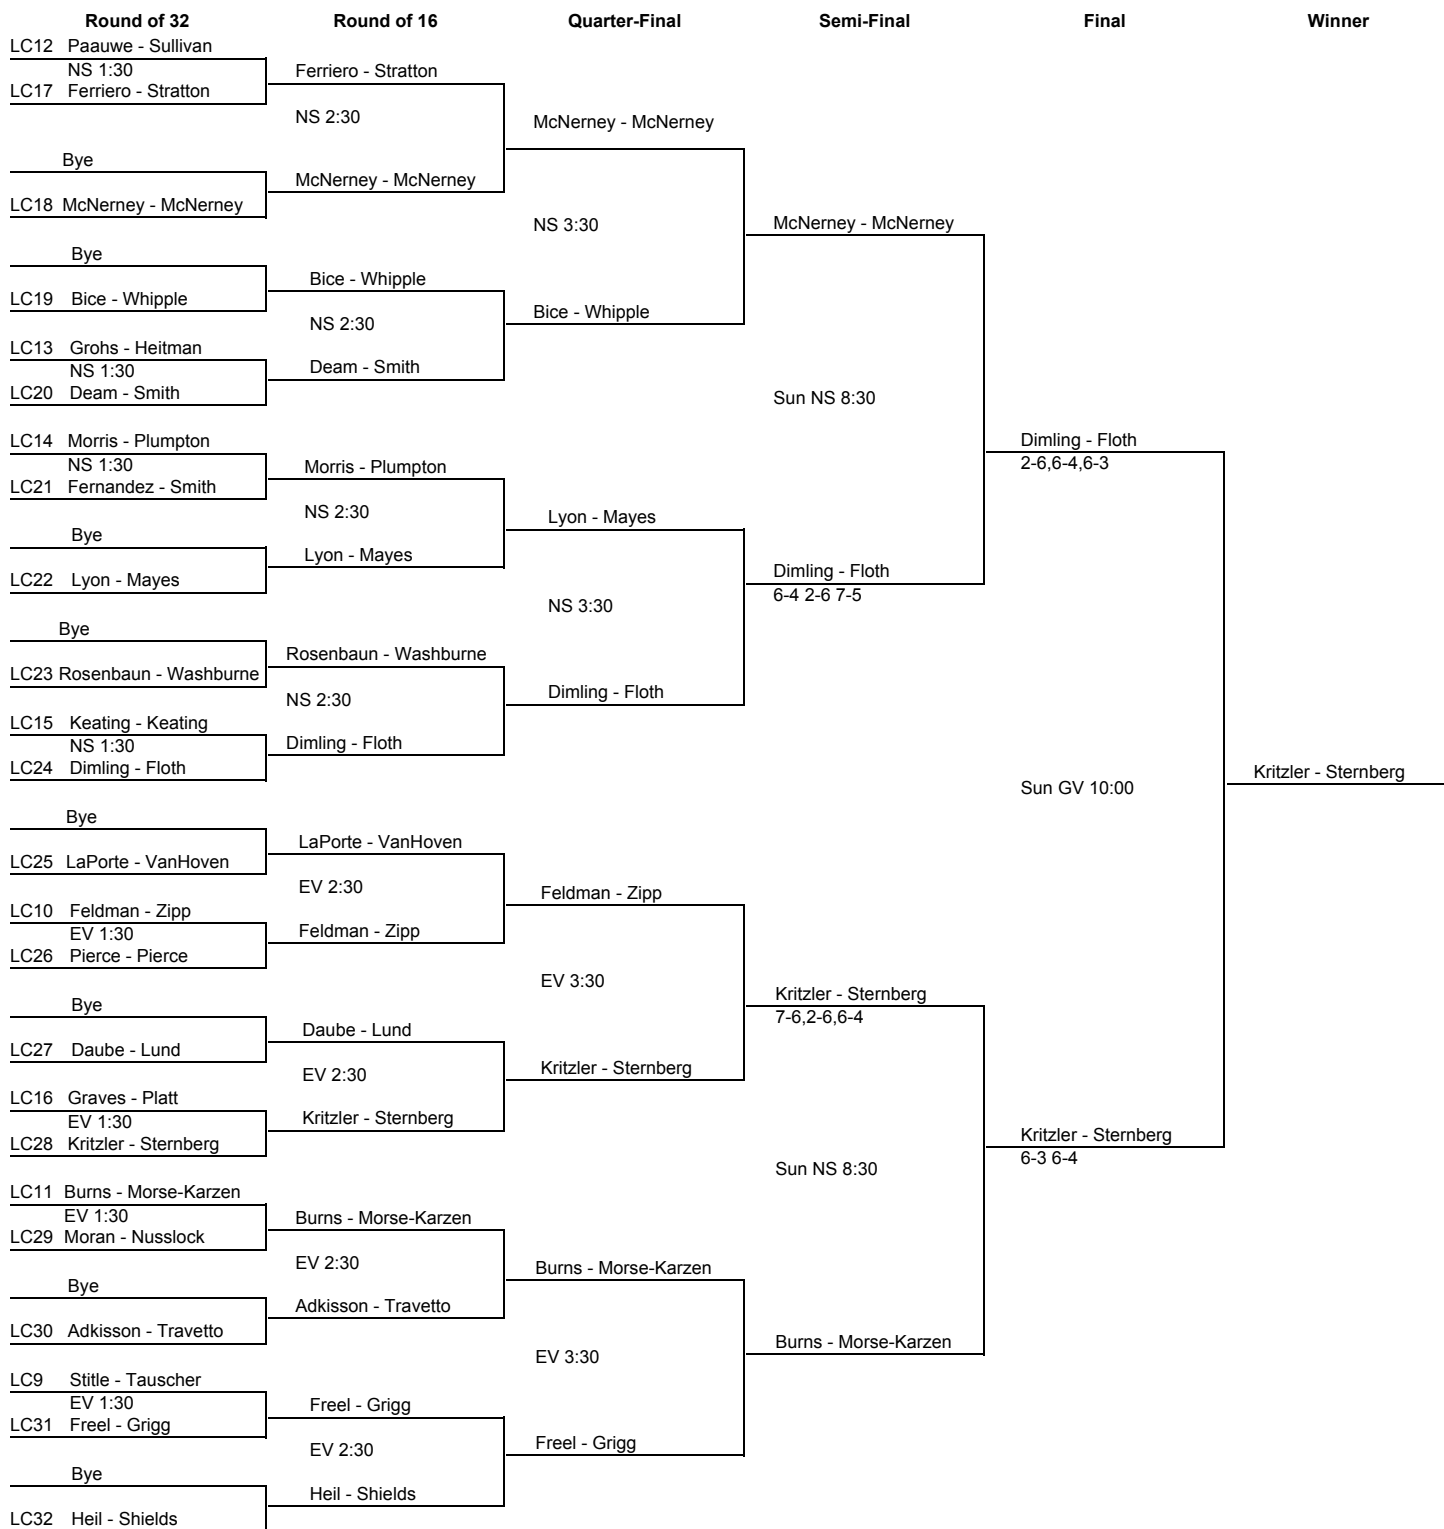 Round of 32 Round of 16 Quarter-Final Semi-Final Final Winner
LC12 Paauwe - Sullivan
NS 1:30
LC17 Ferriero - Stratton
Bye
LC18 McNerney - McNerney
Bye
LC19 Bice - Whipple
LC13 Grohs - Heitman
NS 1:30
LC20 Deam - Smith
LC14 Morris - Plumpton
NS 1:30
LC21 Fernandez - Smith
Bye
LC22 Lyon - Mayes
Bye
LC23 Rosenbaun - Washburne
LC15 Keating - Keating
NS 1:30
LC24 Dimling - Floth
Bye
LC25 LaPorte - VanHoven
LC10 Feldman - Zipp
EV 1:30
LC26 Pierce - Pierce
Bye
LC27 Daube - Lund
LC16 Graves - Platt
EV 1:30
LC28 Kritzler - Sternberg
LC11 Burns - Morse-Karzen
EV 1:30
LC29 Moran - Nusslock
Bye
LC30 Adkisson - Travetto
LC9 Stitle - Tauscher
EV 1:30
LC31 Freel - Grigg
Bye
LC32 Heil - Shields
Ferriero - Stratton
NS 2:30
McNerney - McNerney
Bice - Whipple
NS 2:30
Deam - Smith
Morris - Plumpton
NS 2:30
Lyon - Mayes
Rosenbaun - Washburne
NS 2:30
Dimling - Floth
LaPorte - VanHoven
EV 2:30
Feldman - Zipp
Daube - Lund
EV 2:30
Kritzler - Sternberg
Burns - Morse-Karzen
EV 2:30
Adkisson - Travetto
Freel - Grigg
EV 2:30
Heil - Shields
McNerney - McNerney
NS 3:30
Bice - Whipple
Lyon - Mayes
NS 3:30
Dimling - Floth
Feldman - Zipp
EV 3:30
Kritzler - Sternberg
Burns - Morse-Karzen
EV 3:30
Freel - Grigg
McNerney - McNerney
Sun NS 8:30
Dimling - Floth
6-4 2-6 7-5
Kritzler - Sternberg
7-6,2-6,6-4
Sun NS 8:30
Burns - Morse-Karzen
Dimling - Floth
2-6,6-4,6-3
Sun GV 10:00
Kritzler - Sternberg
6-3 6-4
Kritzler - Sternberg